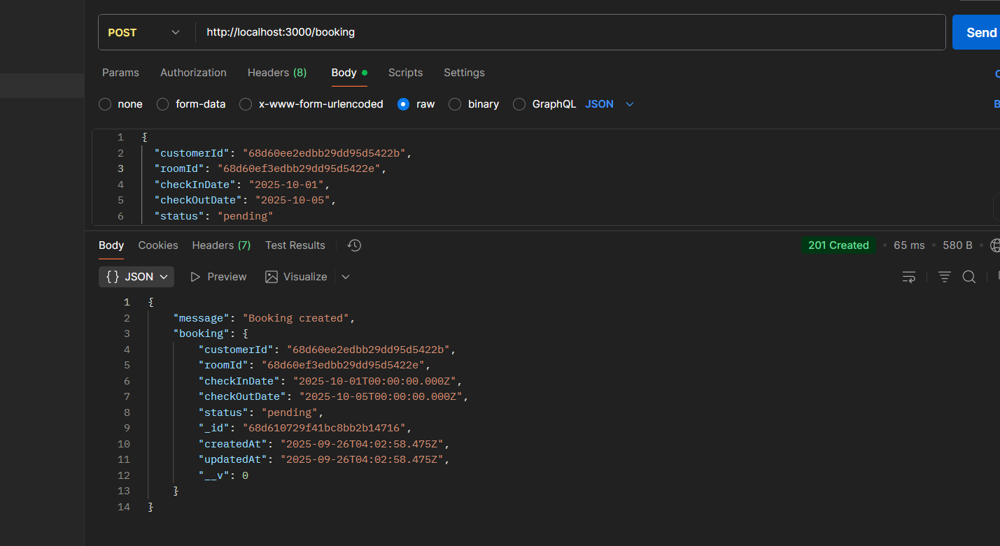 POST http://localhost:3000/booking Send
Params Authorization Headers (8) Body Scripts Settings
none form-data x-www-form-urlencoded raw binary GraphQL JSON
1 {
2 "customerId": "68d60ee2edbb29dd95d5422b",
3 "roomId": "68d60ef3edbb29dd95d5422e",
4 "checkInDate": "2025-10-01",
5 "checkOutDate": "2025-10-05",
6 "status": "pending"
Body Cookies Headers (7) Test Results 201 Created • 65 ms • 580 B •
{} JSON Preview Visualize
1 {
2 "message": "Booking created",
3 "booking": {
4 "customerId": "68d60ee2edbb29dd95d5422b",
5 "roomId": "68d60ef3edbb29dd95d5422e",
6 "checkInDate": "2025-10-01T00:00:00.000Z",
7 "checkOutDate": "2025-10-05T00:00:00.000Z",
8 "status": "pending",
9 "_id": "68d610729f41bc8bb2b14716",
10 "createdAt": "2025-09-26T04:02:58.475Z",
11 "updatedAt": "2025-09-26T04:02:58.475Z",
12 "__v": 0
13 }
14 }